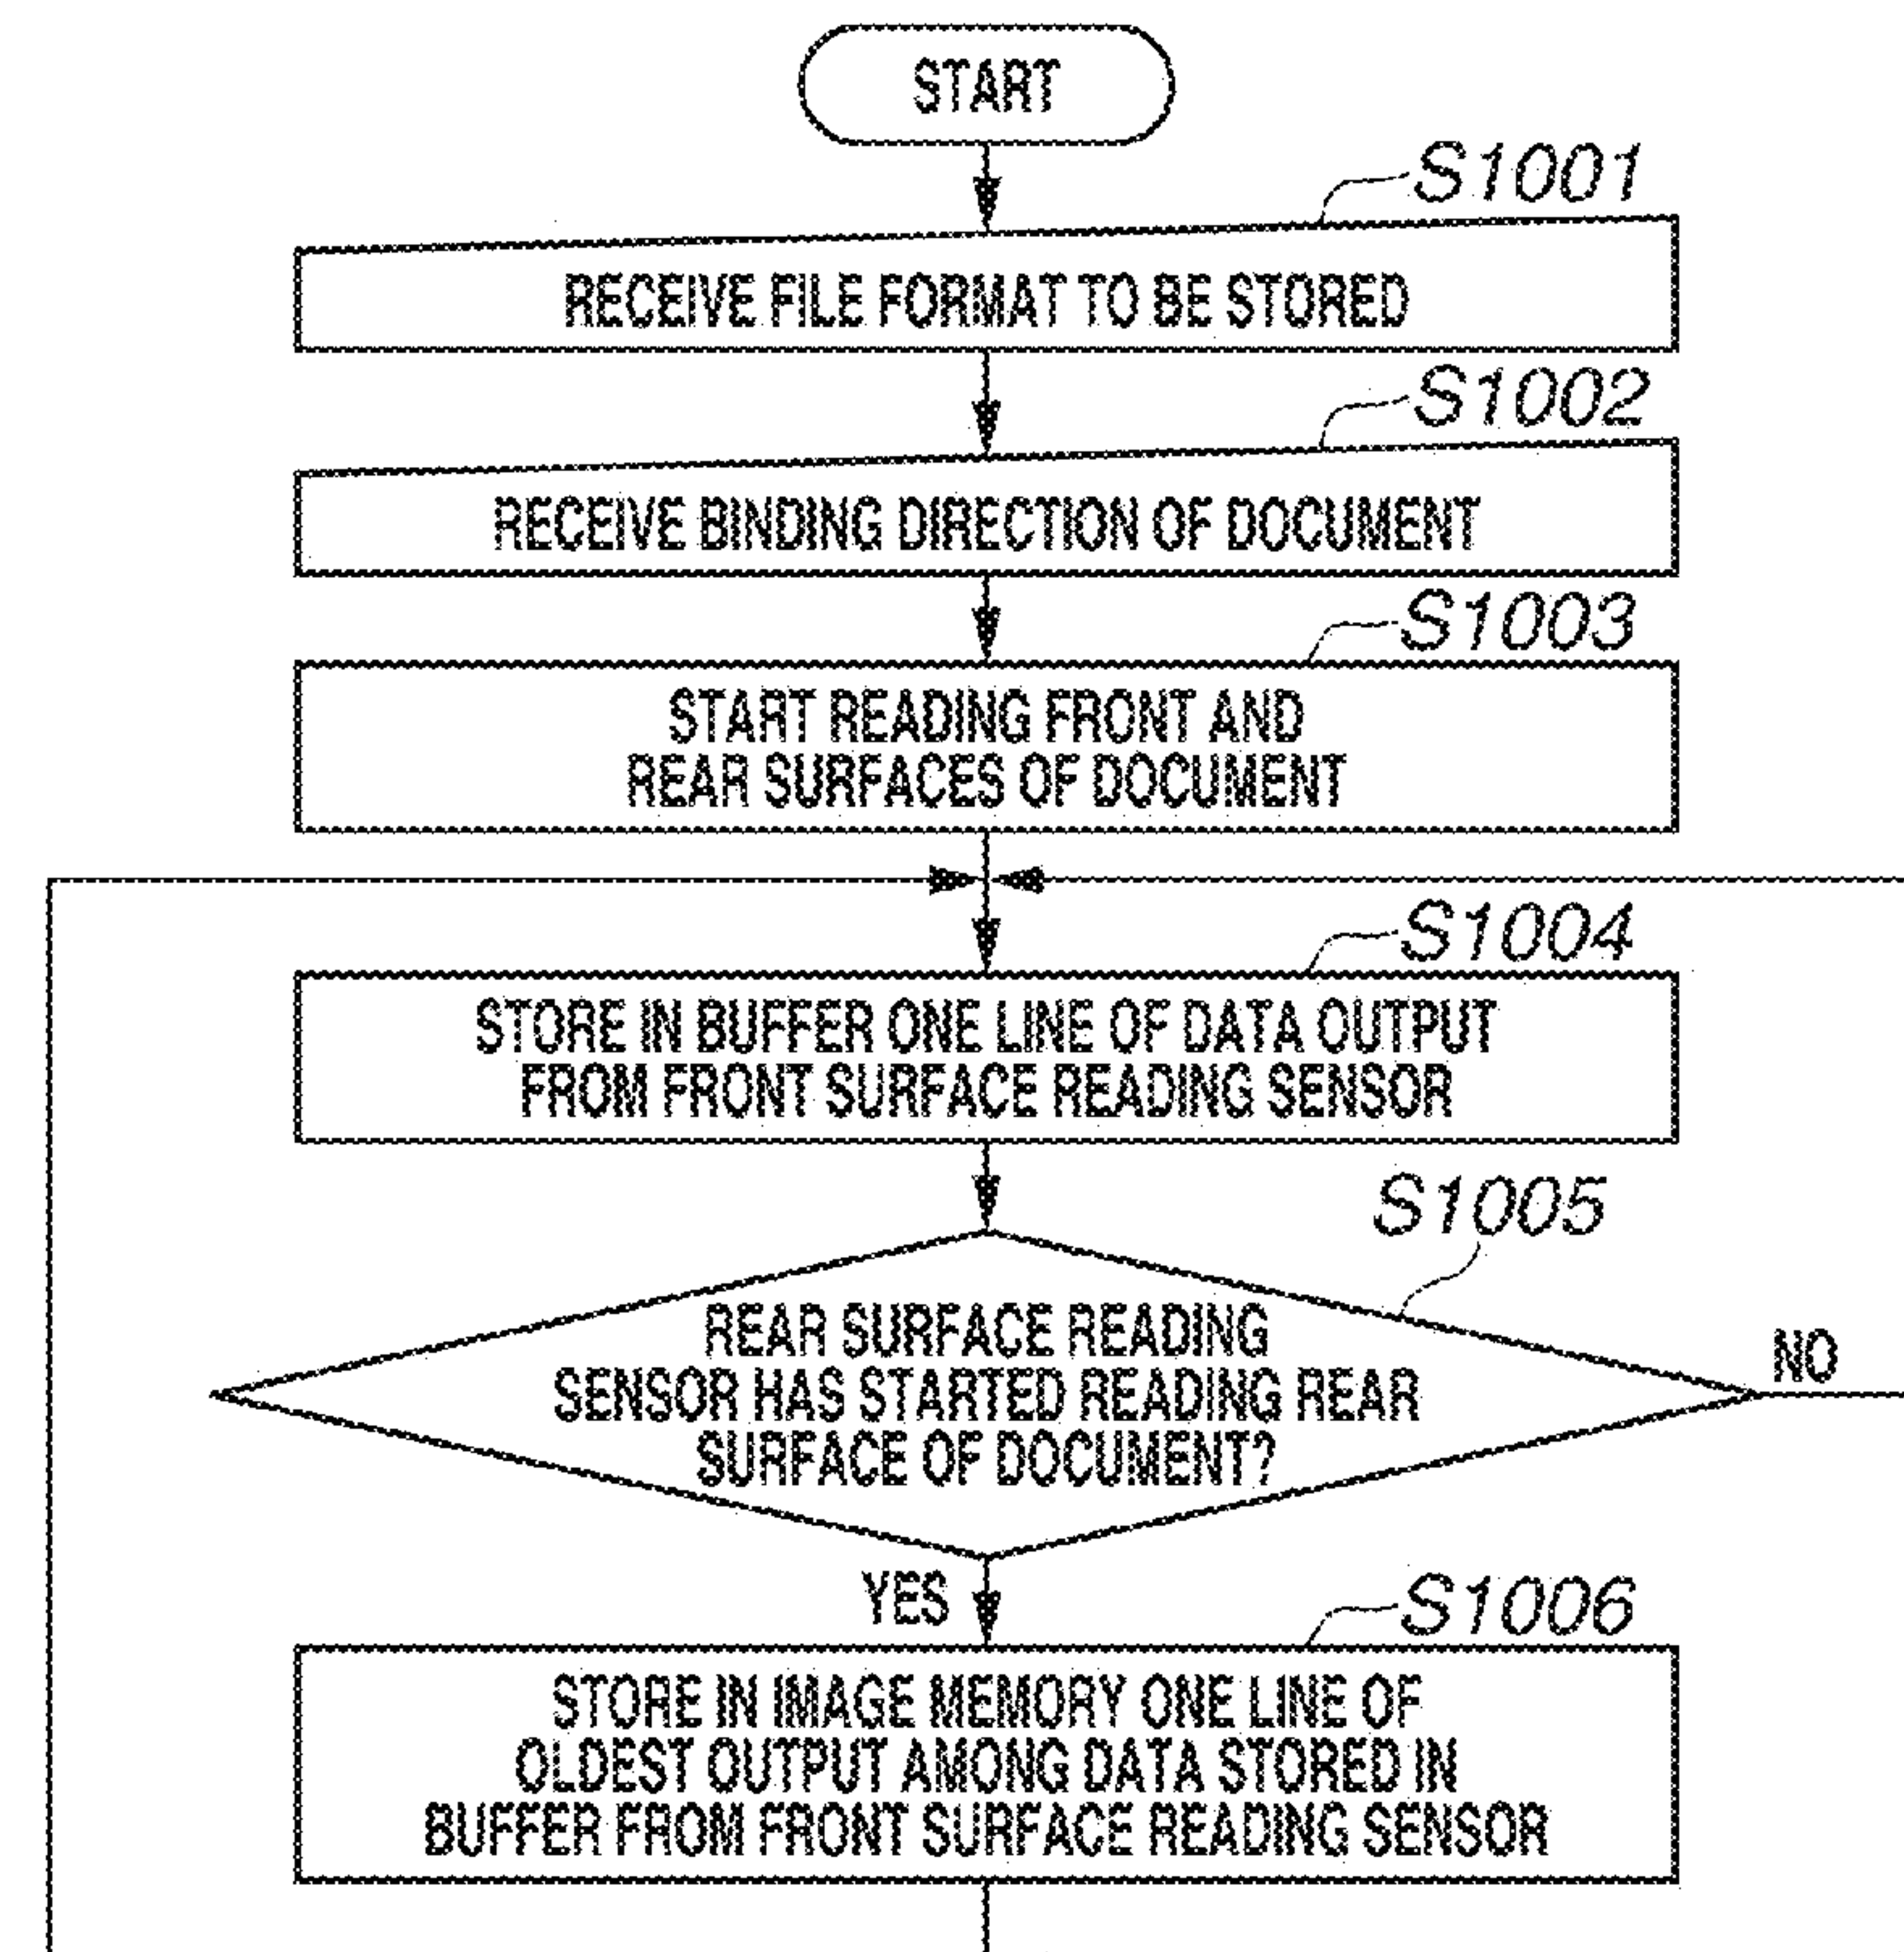 START
S1001
RECEIVE FILE FORMAT TO BE STORED
S1002
RECEIVE BINDING DIRECTION OF DOCUMENT
S1003
START READING FRONT AND
REAR SURFACES OF DOCUMENT
S1004
STORE IN BUFFER ONE LINE OF DATA OUTPUT
FROM FRONT SURFACE READING SENSOR
S1005
REAR SURFACE READING
SENSOR HAS STARTED READING REAR
SURFACE OF DOCUMENT?
NO
YES
S1006
STORE IN IMAGE MEMORY ONE LINE OF
OLDEST OUTPUT AMONG DATA STORED IN
BUFFER FROM FRONT SURFACE READING SENSOR